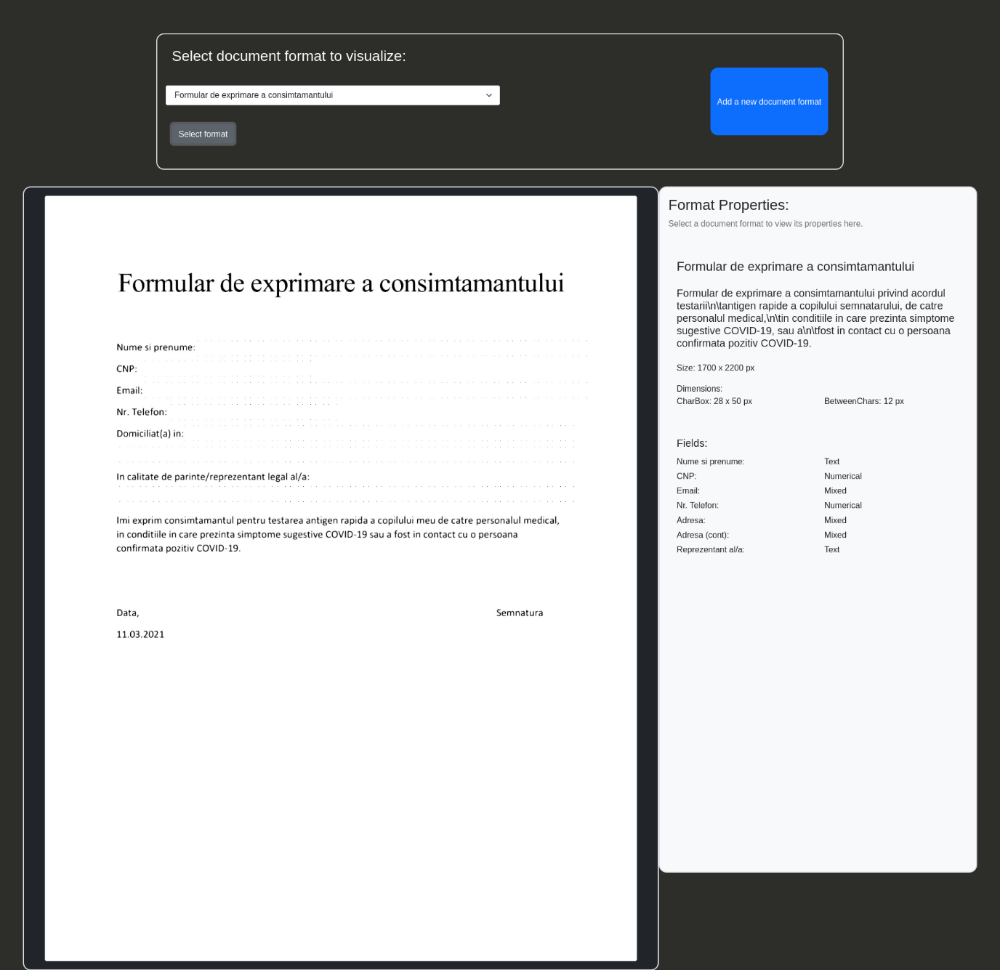 Select document format to visualize:
Formular de exprimare a consimtamantului
Add a new document format
Select format
Formular de exprimare a consimtamantului
Nume si prenume:
CNP:
Email:
Nr. Telefon:
Domiciliat(a) in:
In calitate de parinte/reprezentant legal al/a:
Imi exprim consimtamantul pentru testarea antigen rapida a copilului meu de catre personalul medical,
in conditiile in care prezinta simptome sugestive COVID-19 sau a fost in contact cu o persoana
confirmata pozitiv COVID-19.
Data,
Semnatura
11.03.2021
Format Properties:
Select a document format to view its properties here.
Formular de exprimare a consimtamantului
Formular de exprimare a consimtamantului privind acordul
testarii\n\tantigen rapide a copilului semnatarului, de catre
personalul medical,\n\tin conditiile in care prezinta simptome
sugestive COVID-19, sau a\n\tfost in contact cu o persoana
confirmata pozitiv COVID-19.
Size: 1700 x 2200 px
Dimensions:
CharBox: 28 x 50 px BetweenChars: 12 px
Fields:
Nume si prenume: Text
CNP: Numerical
Email: Mixed
Nr. Telefon: Numerical
Adresa: Mixed
Adresa (cont): Mixed
Reprezentant al/a: Text